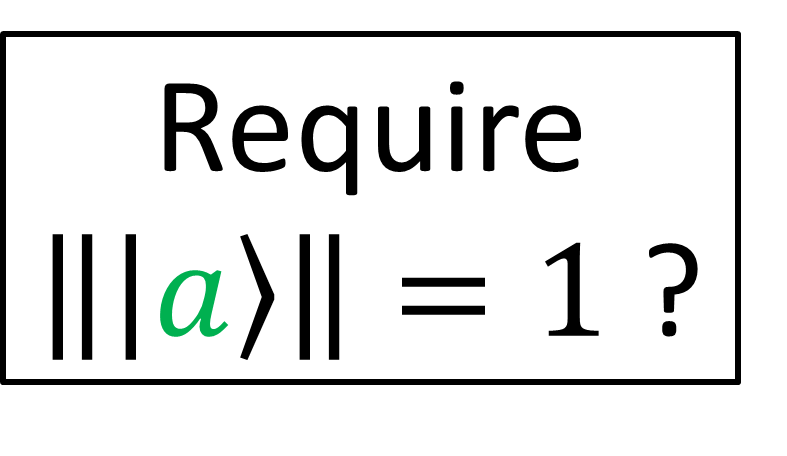 Require
‖|𝑎⟩‖ = 1 ?